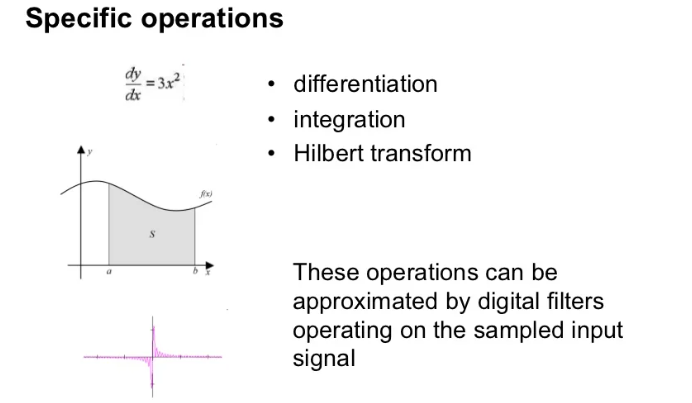 Specific operations
dy/dx = 3x²
• differentiation
• integration
• Hilbert transform
y
f(x)
S
a
b
x
These operations can be
approximated by digital filters
operating on the sampled input
signal